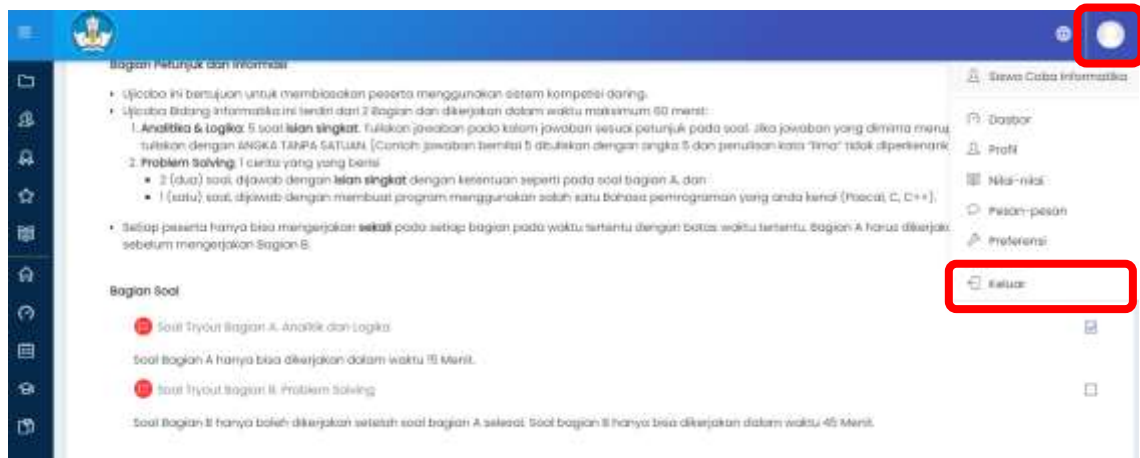 Bagian Petunjuk dan Informasi
Ujicoba ini bertujuan untuk membiasakan peserta menggunakan sistem kompetisi daring.
Ujicoba Bidang Informatika ini terdiri dari 2 Bagian dan dikerjakan dalam waktu maksimum 60 menit:
1. Analitika & Logika: 5 soal isian singkat. Tuliskan jawaban pada kolom jawaban sesuai petunjuk pada soal. Jika jawaban yang diminta
tuliskan dengan ANGKA TANPA SATUAN. (Contoh: jawaban bernilai 5 dituliskan dengan angka 5 dan penulisan kata "lima" tidak
2. Problem Solving: 1 cerita yang yang berisi
2 (dua) soal, dijawab dengan isian singkat dengan ketentuan seperti pada soal bagian A, dan
1 (satu) soal, dijawab dengan membuat program menggunakan salah satu Bahasa pemrograman yang anda kenal (Pascal, C, C++).
Setiap peserta hanya bisa mengerjakan sekali pada setiap bagian pada waktu tertentu dengan batas waktu tertentu. Bagian A harus
sebelum mengerjakan Bagian B.
Bagian Soal
Soal Tryout Bagian A. Analitik dan Logika
Soal Bagian A hanya bisa dikerjakan dalam waktu 15 Menit.
Soal Tryout Bagian B. Problem Solving
Soal Bagian B hanya boleh dikerjakan setelah soal bagian A selesai. Soal bagian B hanya bisa dikerjakan dalam waktu 45 Menit.
Siswa Coba Informatika
Dasbor
Profil
Nilai-nilai
Pesan-pesan
Preferensi
Keluar